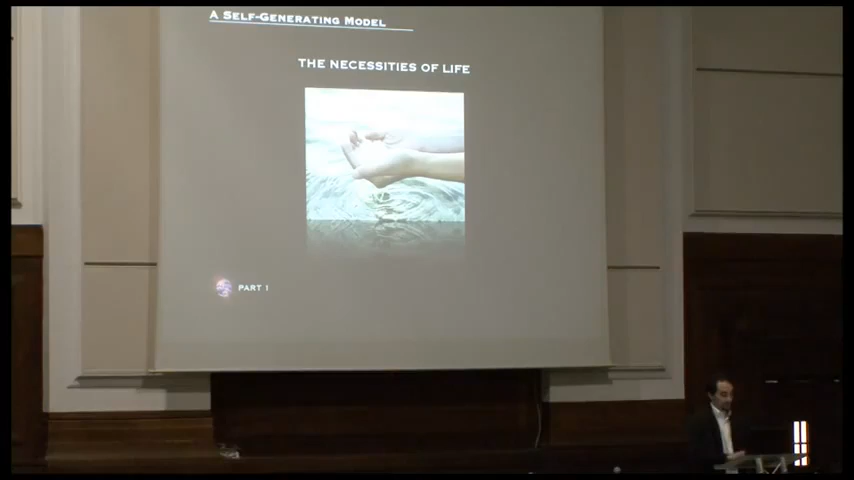 A Self-Generating Model
THE NECESSITIES OF LIFE
PART 1